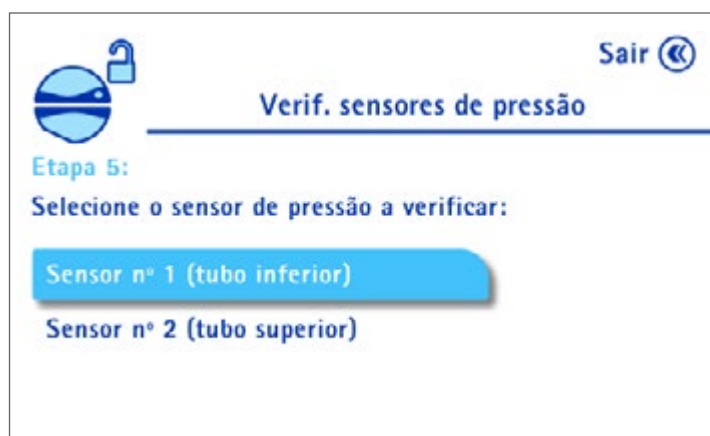 Sair
Verif. sensores de pressão
Etapa 5:
Selecione o sensor de pressão a verificar:
Sensor nº 1 (tubo inferior)
Sensor nº 2 (tubo superior)